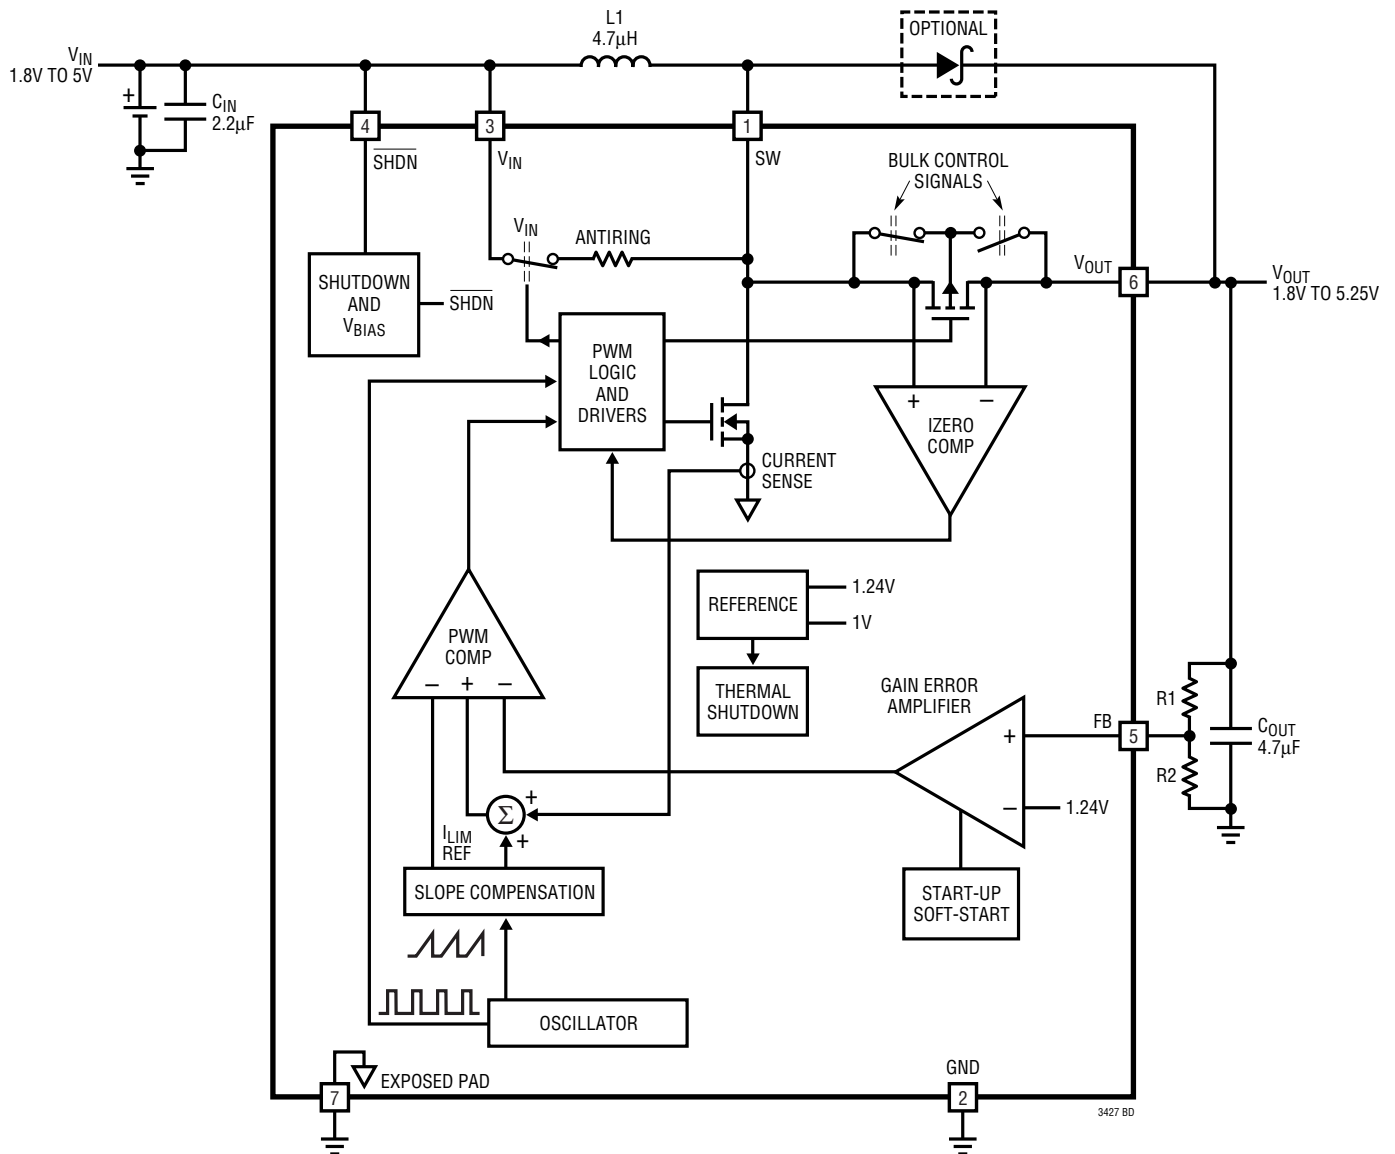 L1
4.7µH
OPTIONAL
VIN
1.8V TO 5V
+
CIN
2.2µF
4
3
1
SHDN
VIN
SW
BULK CONTROL
SIGNALS
VIN
ANTIRING
VOUT
6
VOUT
1.8V TO 5.25V
SHUTDOWN
AND
VBIAS
SHDN
PWM
LOGIC
AND
DRIVERS
+ –
IZERO
COMP
CURRENT
SENSE
REFERENCE
1.24V
1V
PWM
COMP
– + –
THERMAL
SHUTDOWN
GAIN ERROR
AMPLIFIER
FB
5
+
–
1.24V
R1
R2
COUT
4.7µF
Σ
+
+
ILIM
REF
SLOPE COMPENSATION
START-UP
SOFT-START
OSCILLATOR
EXPOSED PAD
7
GND
2
3427 BD